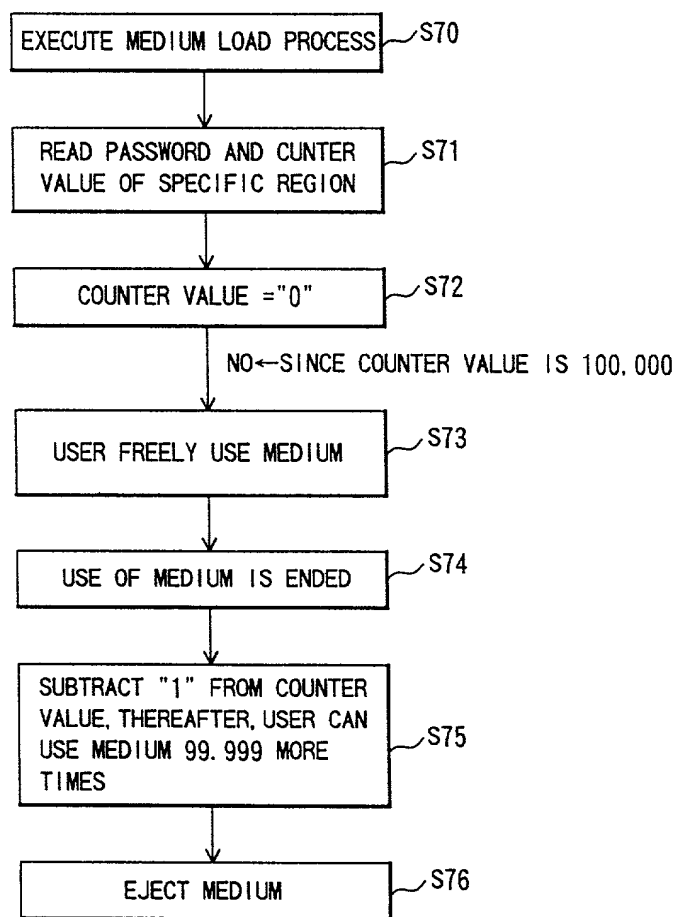 EXECUTE MEDIUM LOAD PROCESS
S70
READ PASSWORD AND CUNTER
VALUE OF SPECIFIC REGION
S71
COUNTER VALUE ="0"
S72
NO←SINCE COUNTER VALUE IS 100,000
USER FREELY USE MEDIUM
S73
USE OF MEDIUM IS ENDED
S74
SUBTRACT "1" FROM COUNTER
VALUE, THEREAFTER, USER CAN
USE MEDIUM 99.999 MORE
TIMES
S75
EJECT MEDIUM
S76